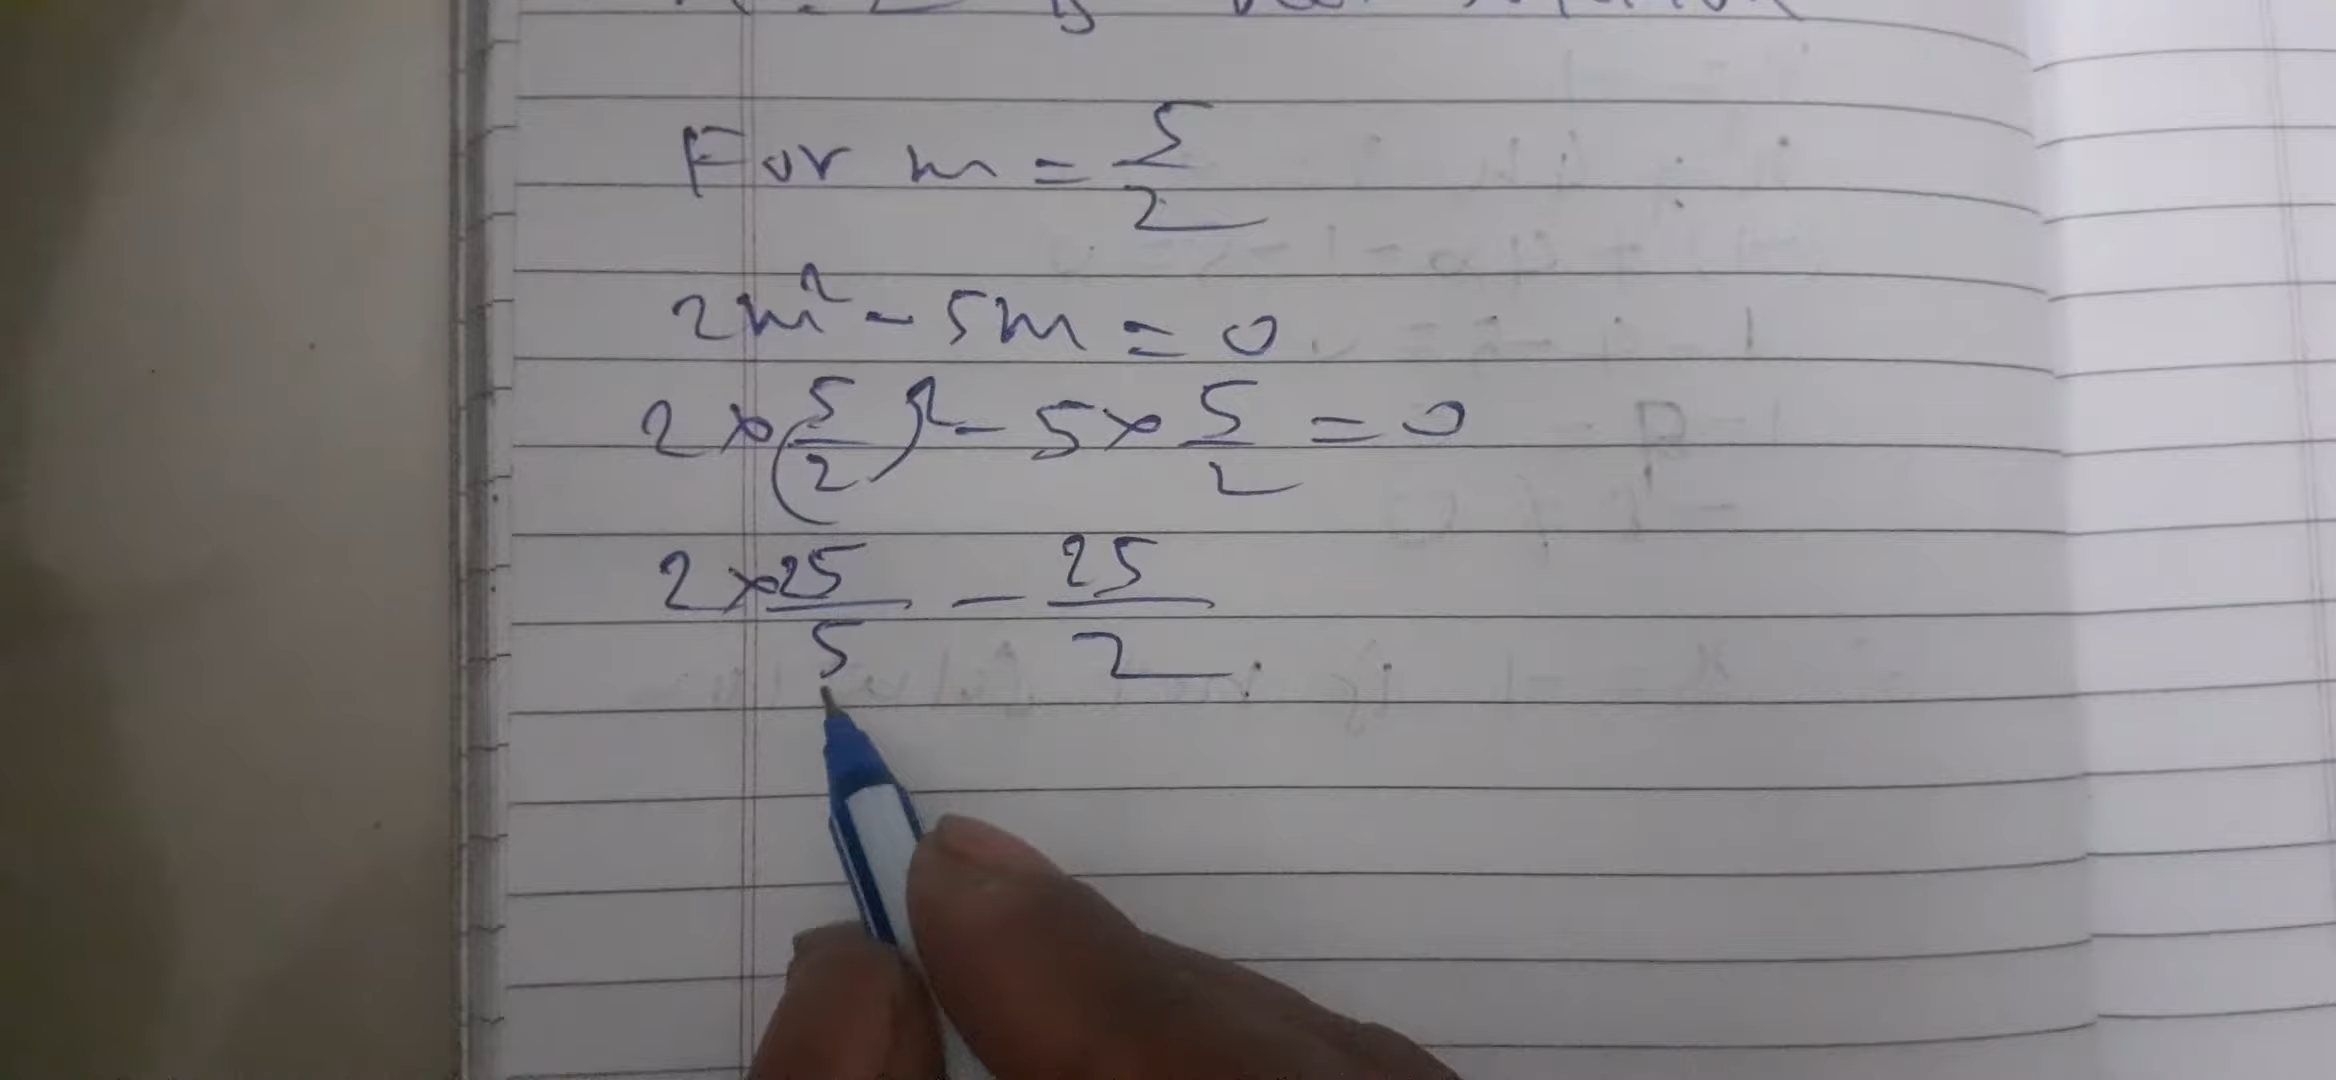 For m = 5/2
2m² - 5m = 0
2 × (5/2)² - 5 × 5/2 = 0
2 × 25/5 - 25/2